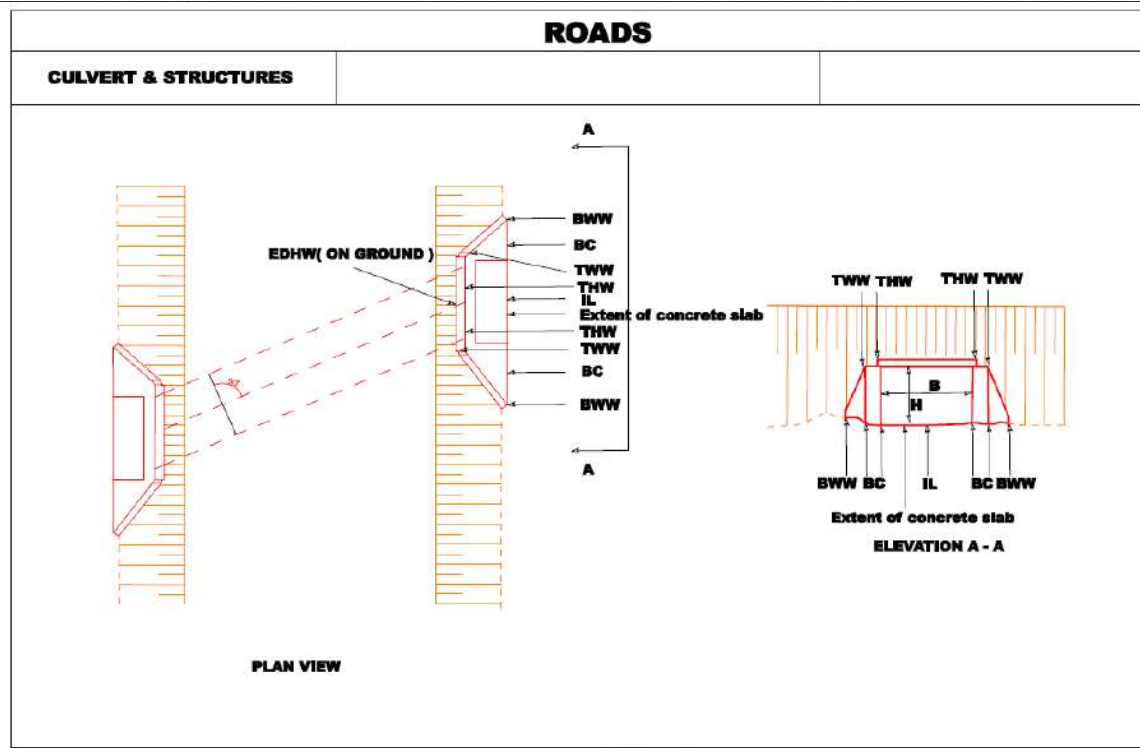 ROADS
CULVERT & STRUCTURES
A
BWW
BC
EDHW( ON GROUND )
TWW
THW
IL
Extent of concrete slab
THW
TWW
BC
BWW
A
90°
PLAN VIEW
TWW THW THW TWW
B
H
BWW BC IL BC BWW
Extent of concrete slab
ELEVATION A - A